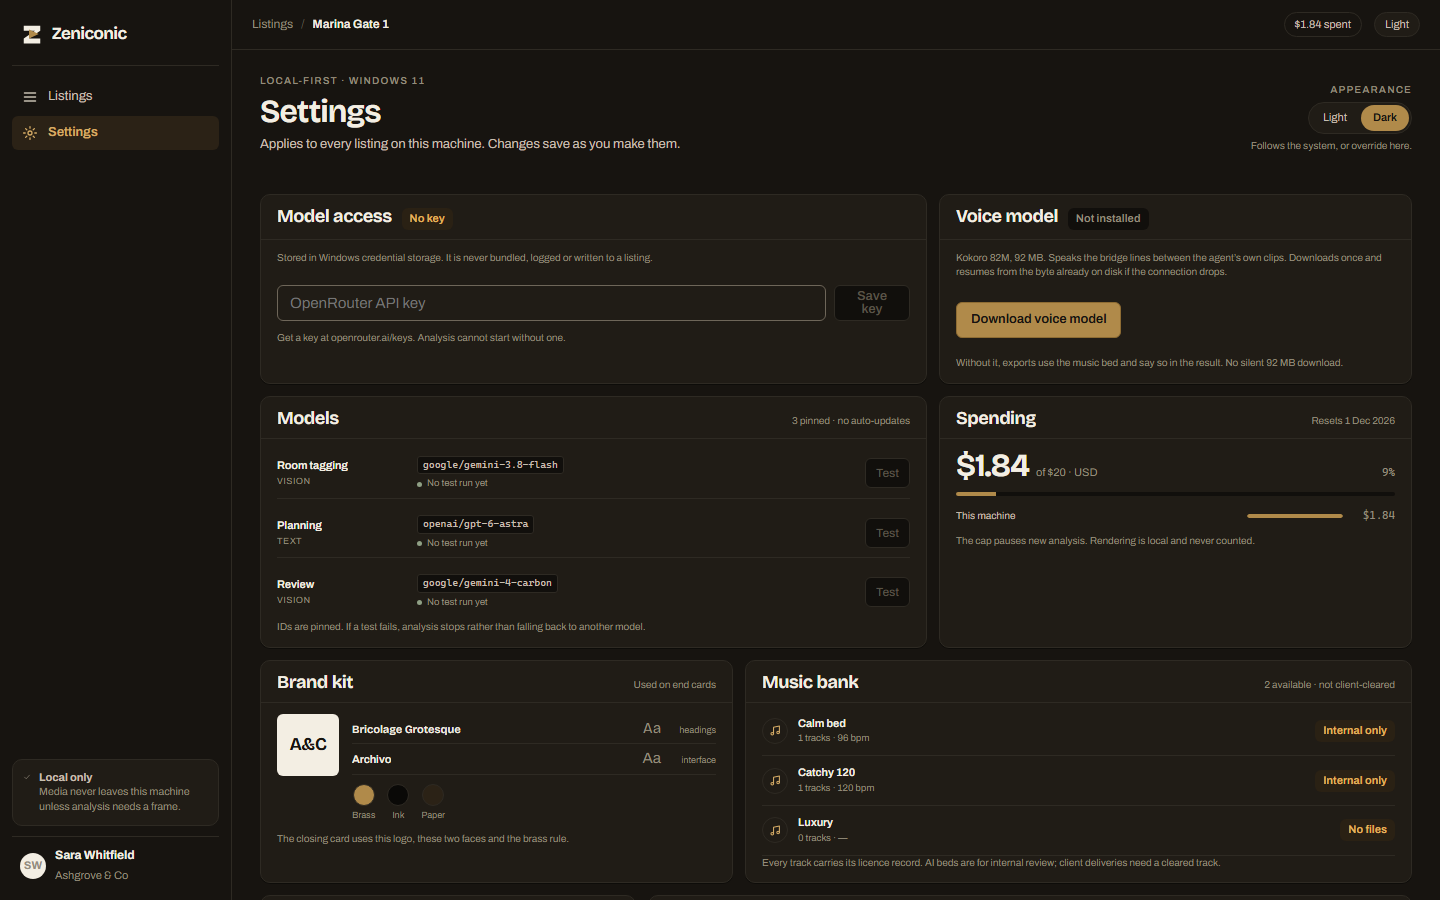 Zeniconic
Listings / Marina Gate 1
$1.84 spent
Light
Listings
Settings
LOCAL-FIRST · WINDOWS 11
Settings
Applies to every listing on this machine. Changes save as you make them.
APPEARANCE
Light
Dark
Follows the system, or override here.
Model access
No key
Stored in Windows credential storage. It is never bundled, logged or written to a listing.
OpenRouter API key
Save
key
Get a key at openrouter.ai/keys. Analysis cannot start without one.
Voice model
Not installed
Kokoro 82M, 92 MB. Speaks the bridge lines between the agent's own clips. Downloads once and
resumes from the byte already on disk if the connection drops.
Download voice model
Without it, exports use the music bed and say so in the result. No silent 92 MB download.
Models
3 pinned · no auto-updates
Room tagging
VISION
google/gemini-3.8-flash
No test run yet
Test
Planning
TEXT
openai/gpt-6-astra
No test run yet
Test
Review
VISION
google/gemini-4-carbon
No test run yet
Test
IDs are pinned. If a test fails, analysis stops rather than falling back to another model.
Spending
Resets 1 Dec 2026
$1.84 of $20 · USD
9%
This machine
$1.84
The cap pauses new analysis. Rendering is local and never counted.
Brand kit
Used on end cards
A&C
Bricolage Grotesque
Aa
headings
Archivo
Aa
interface
Brass
Ink
Paper
The closing card uses this logo, these two faces and the brass rule.
Music bank
2 available · not client-cleared
Calm bed
1 tracks · 96 bpm
Internal only
Catchy 120
1 tracks · 120 bpm
Internal only
Luxury
0 tracks · —
No files
Every track carries its licence record. AI beds are for internal review; client deliveries need a cleared track.
Local only
Media never leaves this machine
unless analysis needs a frame.
SW
Sara Whitfield
Ashgrove & Co